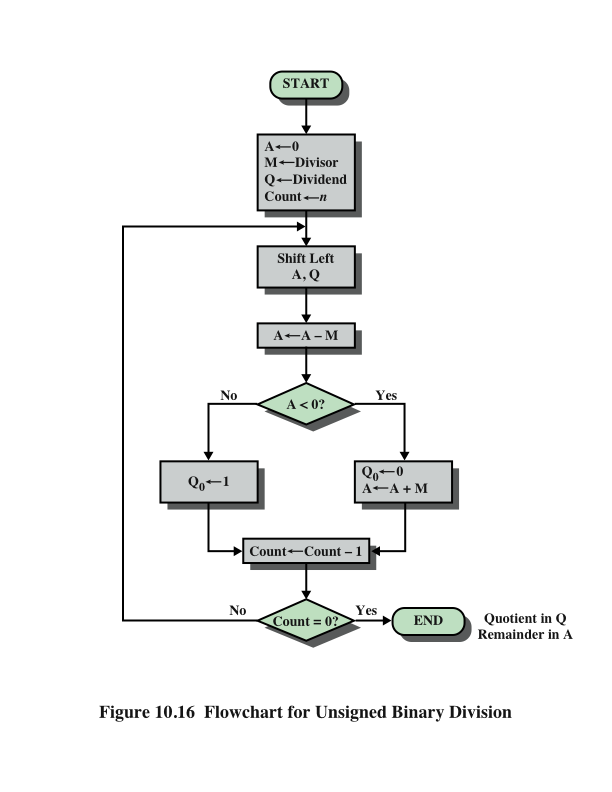 START
A←0
M←Divisor
Q←Dividend
Count←n
Shift Left
A, Q
A←A – M
No
Yes
A < 0?
Q₀←1
Q₀←0
A←A + M
Count←Count – 1
No
Yes
Count = 0?
END
Quotient in Q
Remainder in A
Figure 10.16 Flowchart for Unsigned Binary Division